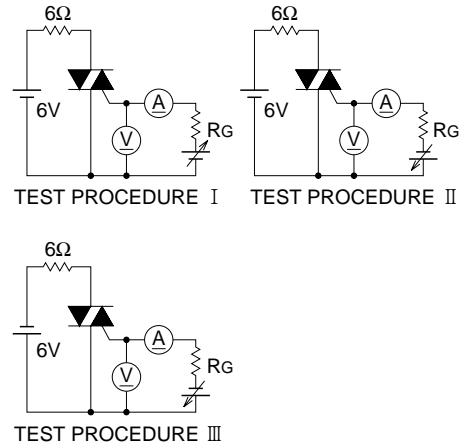 6Ω
6V
A
V
RG
TEST PROCEDURE Ⅰ
6Ω
6V
A
V
RG
TEST PROCEDURE Ⅱ
6Ω
6V
A
V
RG
TEST PROCEDURE Ⅲ